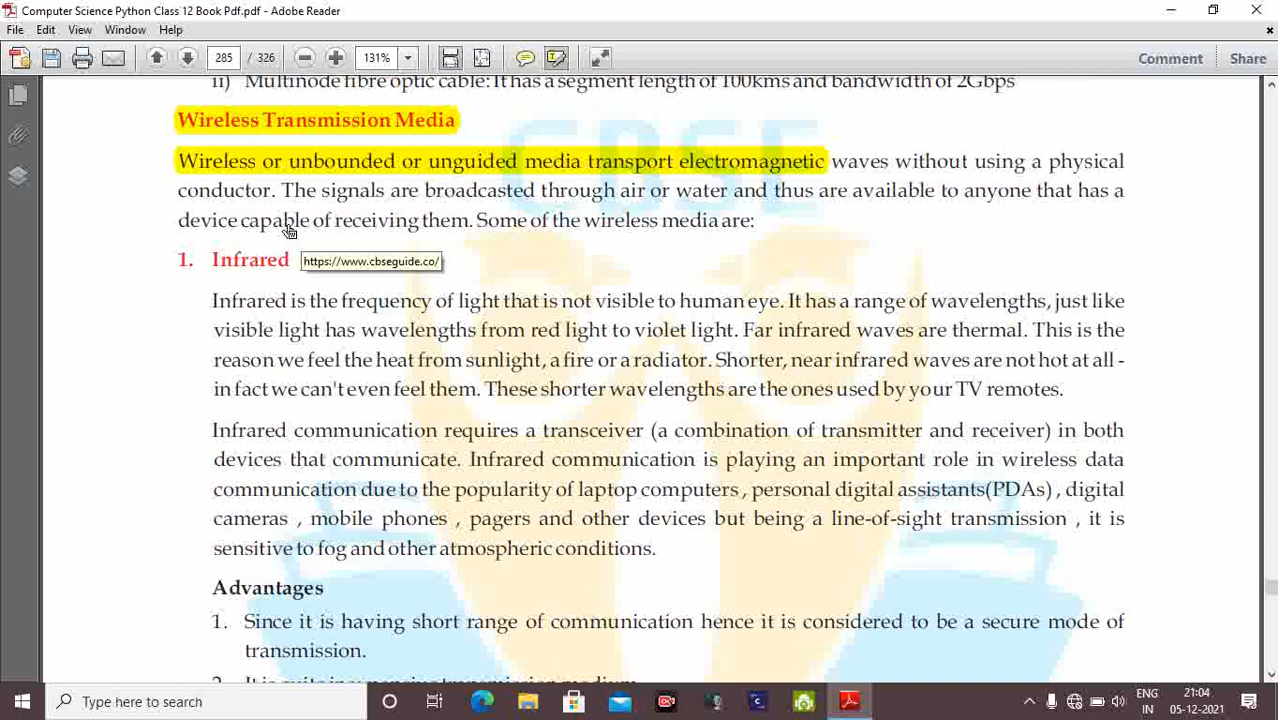 Computer Science Python Class 12 Book Pdf.pdf - Adobe Reader
File Edit View Window Help
285 / 326 131% Comment Share
ii) Multinode fibre optic cable: It has a segment length of 100kms and bandwidth of 2Gbps
CBSE
Wireless Transmission Media
Wireless or unbounded or unguided media transport electromagnetic waves without using a physical
conductor. The signals are broadcasted through air or water and thus are available to anyone that has a
device capable of receiving them. Some of the wireless media are:
1. Infrared
https://www.cbseguide.co/
Infrared is the frequency of light that is not visible to human eye. It has a range of wavelengths, just like
visible light has wavelengths from red light to violet light. Far infrared waves are thermal. This is the
reason we feel the heat from sunlight, a fire or a radiator. Shorter, near infrared waves are not hot at all -
in fact we can't even feel them. These shorter wavelengths are the ones used by your TV remotes.
Infrared communication requires a transceiver (a combination of transmitter and receiver) in both
devices that communicate. Infrared communication is playing an important role in wireless data
communication due to the popularity of laptop computers , personal digital assistants(PDAs) , digital
cameras , mobile phones , pagers and other devices but being a line-of-sight transmission , it is
sensitive to fog and other atmospheric conditions.
Advantages
1. Since it is having short range of communication hence it is considered to be a secure mode of
transmission.
2. It is quite inexpensive transmission medium.
Type here to search
ENG 21:04
IN 05-12-2021